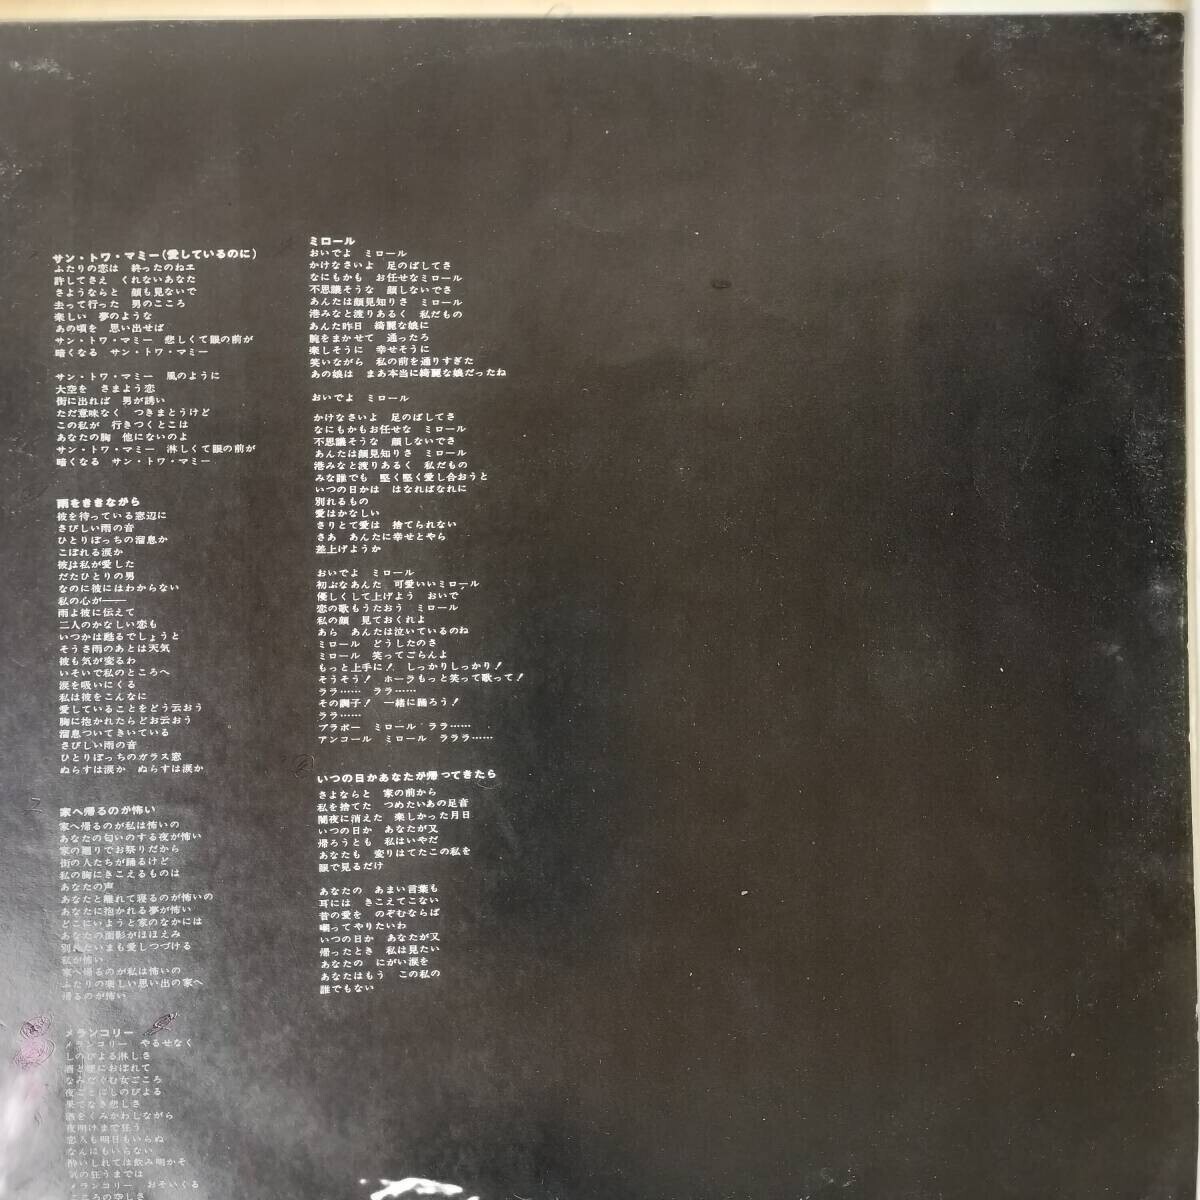 サン・トワ・マミー(愛しているのに)
ふたりの恋は　終ったのねエ
許してさえ　くれないあなた
さようならと　顔も見ないで
去って行った　男のこころ
楽しい　夢のような
あの頃を　思い出せば
サン・トワ・マミー　悲しくて眼の前が
暗くなる　サン・トワ・マミー
サン・トワ・マミー　風のように
大空を　さまよう恋
街に出れば　男が誘い
ただ意味なく　つきまとうけど
この私が　行きつくとこは
あなたの胸　他にないのよ
サン・トワ・マミー　淋しくて眼の前が
暗くなる　サン・トワ・マミー
雨をききながら
彼を待っている窓辺に
さびしい雨の音
ひとりぼっちの溜息か
こぼれる涙か
彼は私が愛した
だたひとりの男
なのに彼にはわからない
私の心が――
雨よ彼に伝えて
二人のかなしい恋も
いつかは甦るでしょうと
そうさ雨のあとは天気
彼も気が変るわ
いそいで私のところへ
涙を吸いにくる
私は彼をこんなに
愛していることをどう云おう
胸に抱かれたらどお云おう
溜息ついてきいている
さびしい雨の音
ひとりぼっちのガラス窓
ぬらすは涙か　ぬらすは涙か
家へ帰るのが怖い
家へ帰るのが私は怖いの
あなたの匂いのする夜が怖い
家の廻りでお祭りだから
街の人たちが踊るけど
私の胸にきこえるものは
あなたの声
あなたと離れて寝るのが怖いの
あなたに抱かれる夢が怖い
どこにいようと家のなかには
あなたの面影がほほえみ
別れたいまも愛しつづける
私が怖い
家へ帰るのが私は怖いの
ふたりの楽しい思い出の家へ
帰るのが怖い
メランコリー
メランコリー　やるせなく
しのびよる淋しさ
酒と煙におぼれて
なみだぐむ女ごころ
夜ごとにしのびよる
果てなき悲しさ
酒をくみかわしながら
夜明けまで狂う
恋人も明日もいらぬ
なんにもいらない
酔いしれては飲み明かそ
気の狂うまでは
メランコリー　おそいくる
こころの空しさ
ミロール
おいでよ　ミロール
かけなさいよ　足のばしてさ
なにもかも　お任せなミロール
不思議そうな　顔しないでさ
あんたは顔見知りさ　ミロール
港みなと渡りあるく　私だもの
あんた昨日　綺麗な娘に
腕をまかせて　通ったろ
楽しそうに　幸せそうに
笑いながら　私の前を通りすぎた
あの娘は　まあ本当に綺麗な娘だったね
おいでよ　ミロール
かけなさいよ　足のばしてさ
なにもかもお任せな　ミロール
不思議そうな　顔しないでさ
あんたは顔見知りさ　ミロール
港みなと渡りあるく　私だもの
みな誰でも　堅く堅く愛し合おうと
いつの日かは　はなればなれに
別れるもの
愛はかなしい
さりとて愛は　捨てられない
さあ　あんたに幸せとやら
差上げようか
おいでよ　ミロール
初ぶなあんた　可愛いいミロール
優しくして上げよう　おいで
恋の歌もうたおう　ミロール
私の顔　見ておくれよ
あら　あんたは泣いているのね
ミロール　どうしたのさ
ミロール　笑ってごらんよ
もっと上手に！　しっかりしっかり！
そうそう！　ホーラもっと笑って歌って！
ララ……　ララ……
その調子！　一緒に踊ろう！
ララ……
ブラボー　ミロール　ララ……
アンコール　ミロール　ラララ……
いつの日かあなたが帰ってきたら
さよならと　家の前から
私を捨てた　つめたいあの足音
闇夜に消えた　楽しかった月日
いつの日か　あなたが又
帰ろうとも　私はいやだ
あなたも　変りはてたこの私を
眼で見るだけ
あなたの　あまい言葉も
耳には　きこえてこない
昔の愛を　のぞむならば
嘲ってやりたいわ
いつの日か　あなたが又
帰ったとき　私は見たい
あなたの　にがい涙を
あなたはもう　この私の
誰でもない